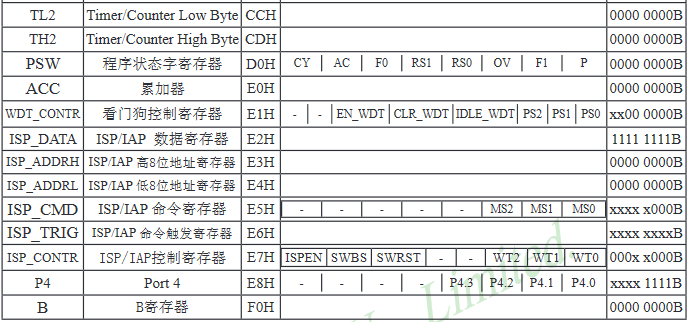 TL2 Timer/Counter Low Byte CCH 0000 0000B
TH2 Timer/Counter High Byte CDH 0000 0000B
PSW 程序状态字寄存器 D0H CY AC F0 RS1 RS0 OV F1 P 0000 0000B
ACC 累加器 E0H 0000 0000B
WDT_CONTR 看门狗控制寄存器 E1H - - EN_WDT CLR_WDT IDLE_WDT PS2 PS1 PS0 xx00 0000B
ISP_DATA ISP/IAP 数据寄存器 E2H 1111 1111B
ISP_ADDRH ISP/IAP 高8位地址寄存器 E3H 0000 0000B
ISP_ADDRL ISP/IAP 低8位地址寄存器 E4H 0000 0000B
ISP_CMD ISP/IAP 命令寄存器 E5H - - - - - MS2 MS1 MS0 xxxx x000B
ISP_TRIG ISP/IAP 命令触发寄存器 E6H xxxx xxxxB
ISP_CONTR ISP/IAP控制寄存器 E7H ISPEN SWBS SWRST - - WT2 WT1 WT0 000x x000B
P4 Port 4 E8H - - - - P4.3 P4.2 P4.1 P4.0 xxxx 1111B
B B寄存器 F0H 0000 0000B
Limited.